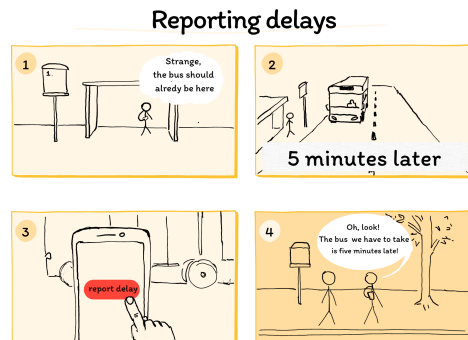 Reporting delays
1
1.
Strange,
the bus should
alredy be here
2
5 minutes later
3
report delay
4
Oh, look!
The bus we have to take
is five minutes late!